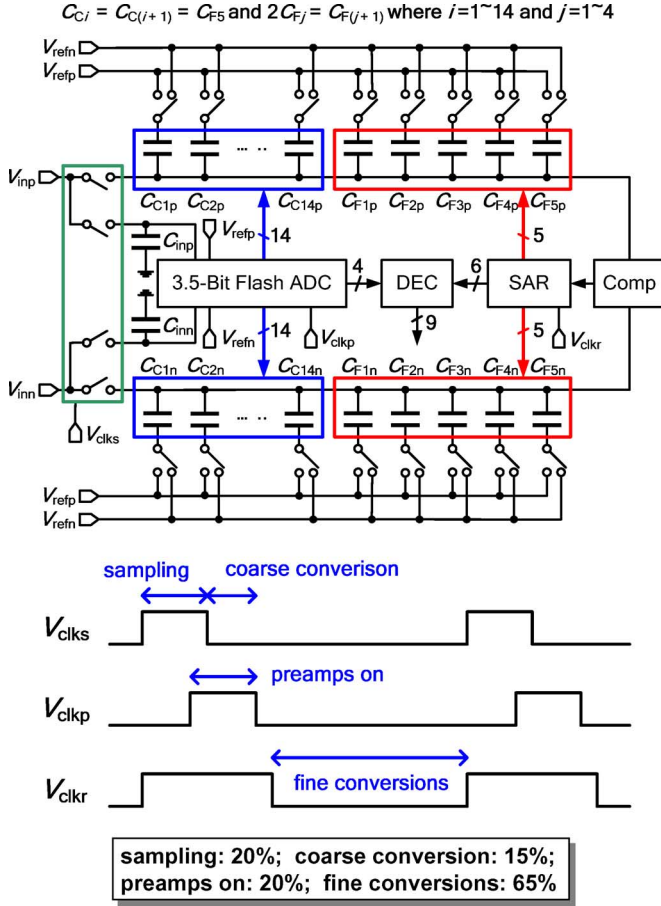 C_Ci = C_C(i + 1) = C_F5 and 2C_Fj = C_F(j + 1) where i=1~14 and j=1~4
V_refn
V_refp
V_inp
C_C1p C_C2p ... .. C_C14p C_F1p C_F2p C_F3p C_F4p C_F5p
C_inp
V_refp
14
5
3.5-Bit Flash ADC
4
DEC
6
SAR
Comp
C_inn
V_refn
14
V_clkp
9
5
V_clkr
C_C1n C_C2n ... .. C_C14n C_F1n C_F2n C_F3n C_F4n C_F5n
V_inn
V_clks
V_refp
V_refn
sampling coarse converison
V_clks
preamps on
V_clkp
fine conversions
V_clkr
sampling: 20%; coarse conversion: 15%;
preamps on: 20%; fine conversions: 65%